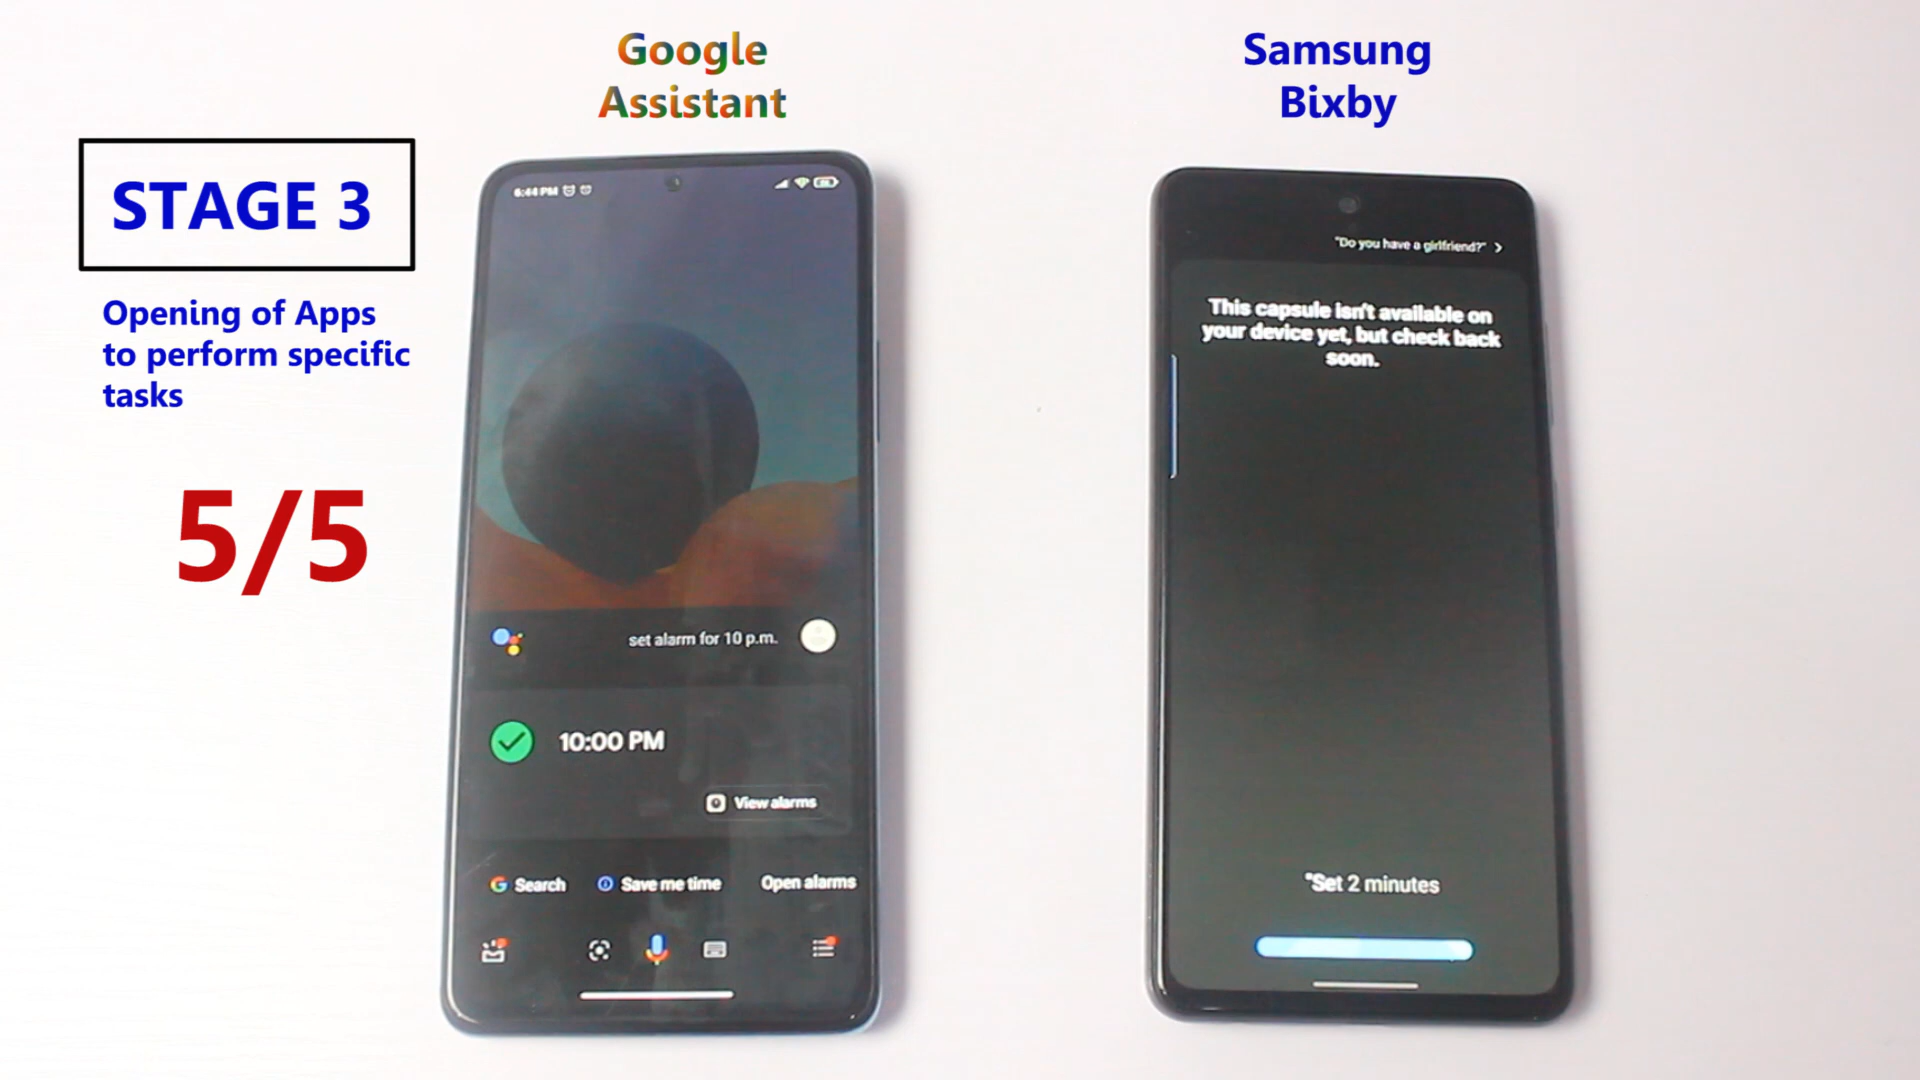 Google
Assistant
Samsung
Bixby
STAGE 3
Opening of Apps
to perform specific
tasks
5/5
6:44 PM
set alarm for 10 p.m.
10:00 PM
View alarms
Search
Save me time
Open alarms
"Do you have a girlfriend?" >
This capsule isn't available on
your device yet, but check back
soon.
"Set 2 minutes